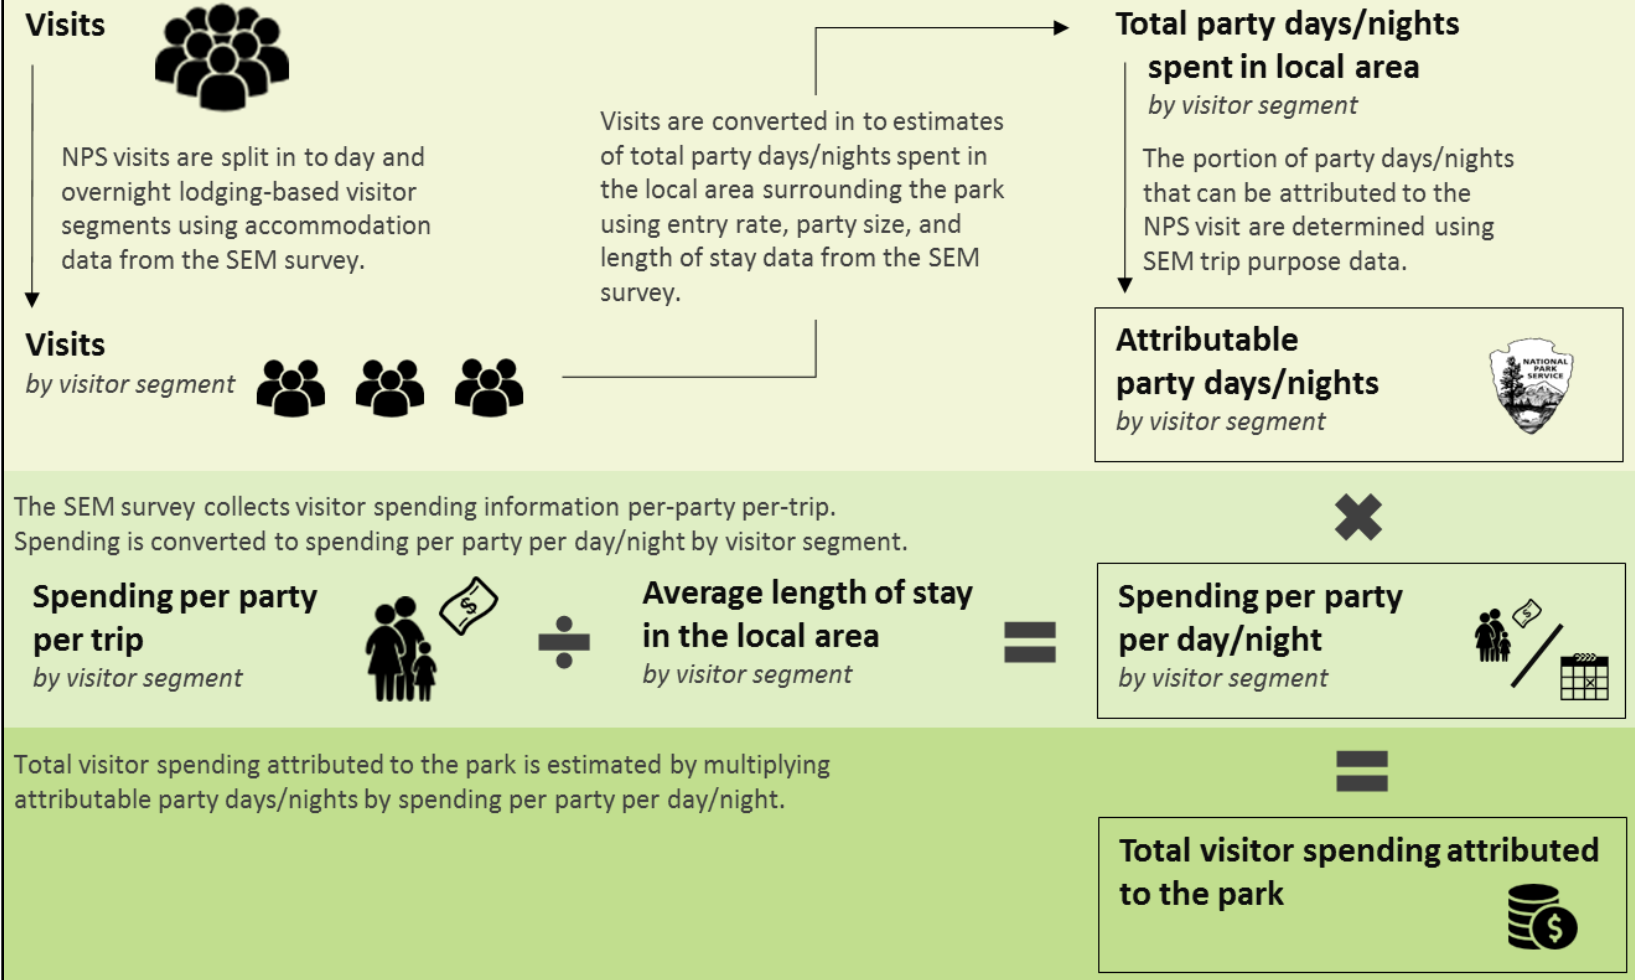 Visits
NPS visits are split in to day and
overnight lodging-based visitor
segments using accommodation
data from the SEM survey.
Visits
by visitor segment
Visits are converted in to estimates
of total party days/nights spent in
the local area surrounding the park
using entry rate, party size, and
length of stay data from the SEM
survey.
Total party days/nights
spent in local area
by visitor segment
The portion of party days/nights
that can be attributed to the
NPS visit are determined using
SEM trip purpose data.
Attributable
party days/nights
by visitor segment
NATIONAL
PARK
SERVICE
The SEM survey collects visitor spending information per-party per-trip.
Spending is converted to spending per party per day/night by visitor segment.
Spending per party
per trip
by visitor segment
$
÷
Average length of stay
in the local area
by visitor segment
=
✖
Spending per party
per day/night
by visitor segment
$
Total visitor spending attributed to the park is estimated by multiplying
attributable party days/nights by spending per party per day/night.
=
Total visitor spending attributed
to the park
$